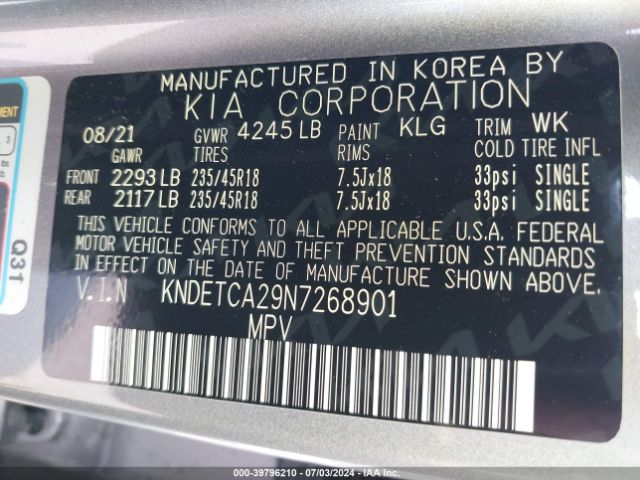 MANUFACTURED IN KOREA BY
KIA CORPORATION
08/21 GVWR 4245 LB PAINT KLG TRIM WK
GAWR TIRES RIMS COLD TIRE INFL
FRONT 2293 LB 235/45R18 7.5Jx18 33psi SINGLE
REAR 2117 LB 235/45R18 7.5Jx18 33psi SINGLE
THIS VEHICLE CONFORMS TO ALL APPLICABLE U.S.A. FEDERAL
MOTOR VEHICLE SAFETY AND THEFT PREVENTION STANDARDS
IN EFFECT ON THE DATE OF MANUFACTURE SHOWN ABOVE.
V.I.N KNDETCA29N7268901
MPV
Q31
3
lbs.
000-39796210 - 07/03/2024 - IAA Inc.